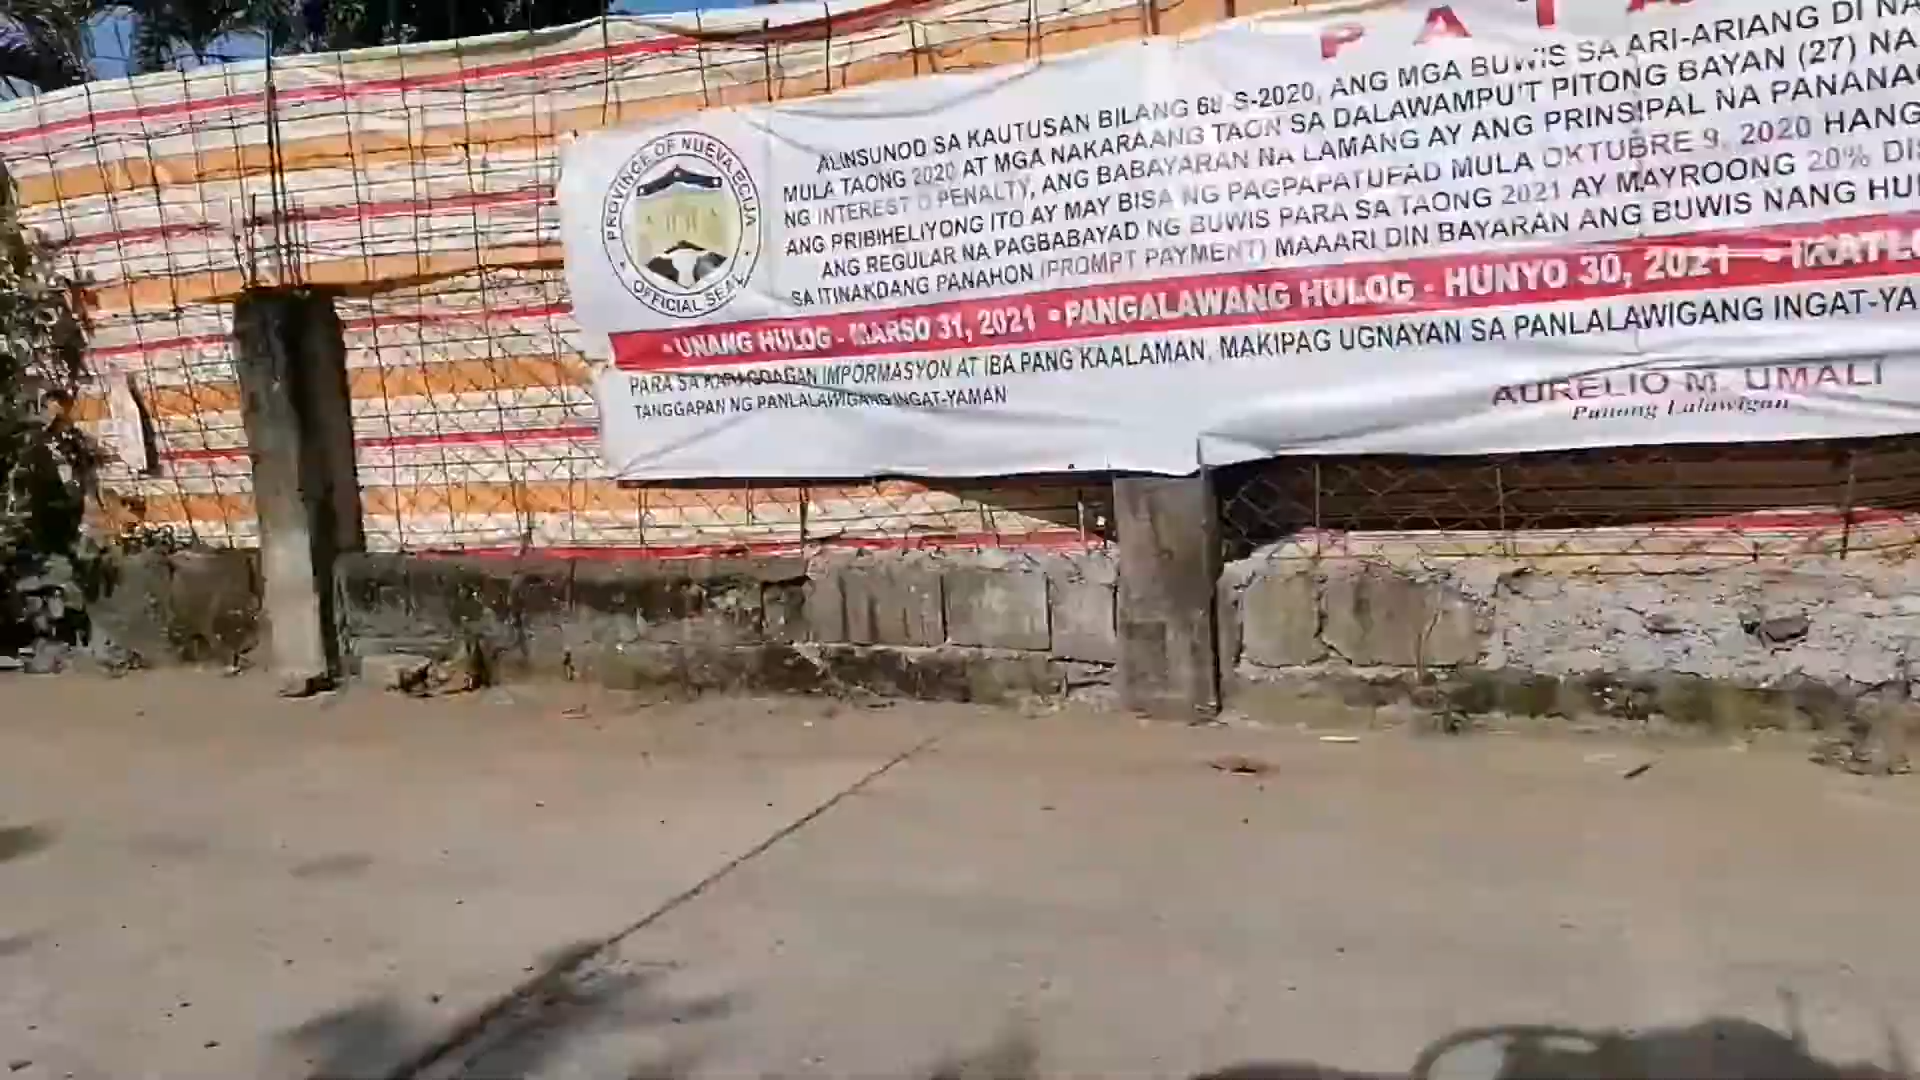 P A T A
ALINSUNOD SA KAUTUSAN BILANG 68 S-2020, ANG MGA BUWIS SA ARI-ARIANG DI NA
MULA TAONG 2020 AT MGA NAKARAANG TAON SA DALAWAMPU'T PITONG BAYAN (27) NA
NG INTEREST O PENALTY, ANG BABAYARAN NA LAMANG AY ANG PRINSIPAL NA PANANAG
ANG PRIBIHELIYONG ITO AY MAY BISA NG PAGPAPATUPAD MULA OKTUBRE 9, 2020 HANG
ANG REGULAR NA PAGBABAYAD NG BUWIS PARA SA TAONG 2021 AY MAYROONG 20% DIS
SA ITINAKDANG PANAHON (PROMPT PAYMENT) MAAARI DIN BAYARAN ANG BUWIS NANG HU
• UNANG HULOG - MARSO 31, 2021 • PANGALAWANG HULOG - HUNYO 30, 2021 • IKATLO
PARA SA KARAGDAGAN IMPORMASYON AT IBA PANG KAALAMAN, MAKIPAG UGNAYAN SA PANLALAWIGANG INGAT-YA
TANGGAPAN NG PANLALAWIGANG INGAT-YAMAN
AURELIO M. UMALI
Punong Lalawigan
PROVINCE OF NUEVA ECIJA
OFFICIAL SEAL